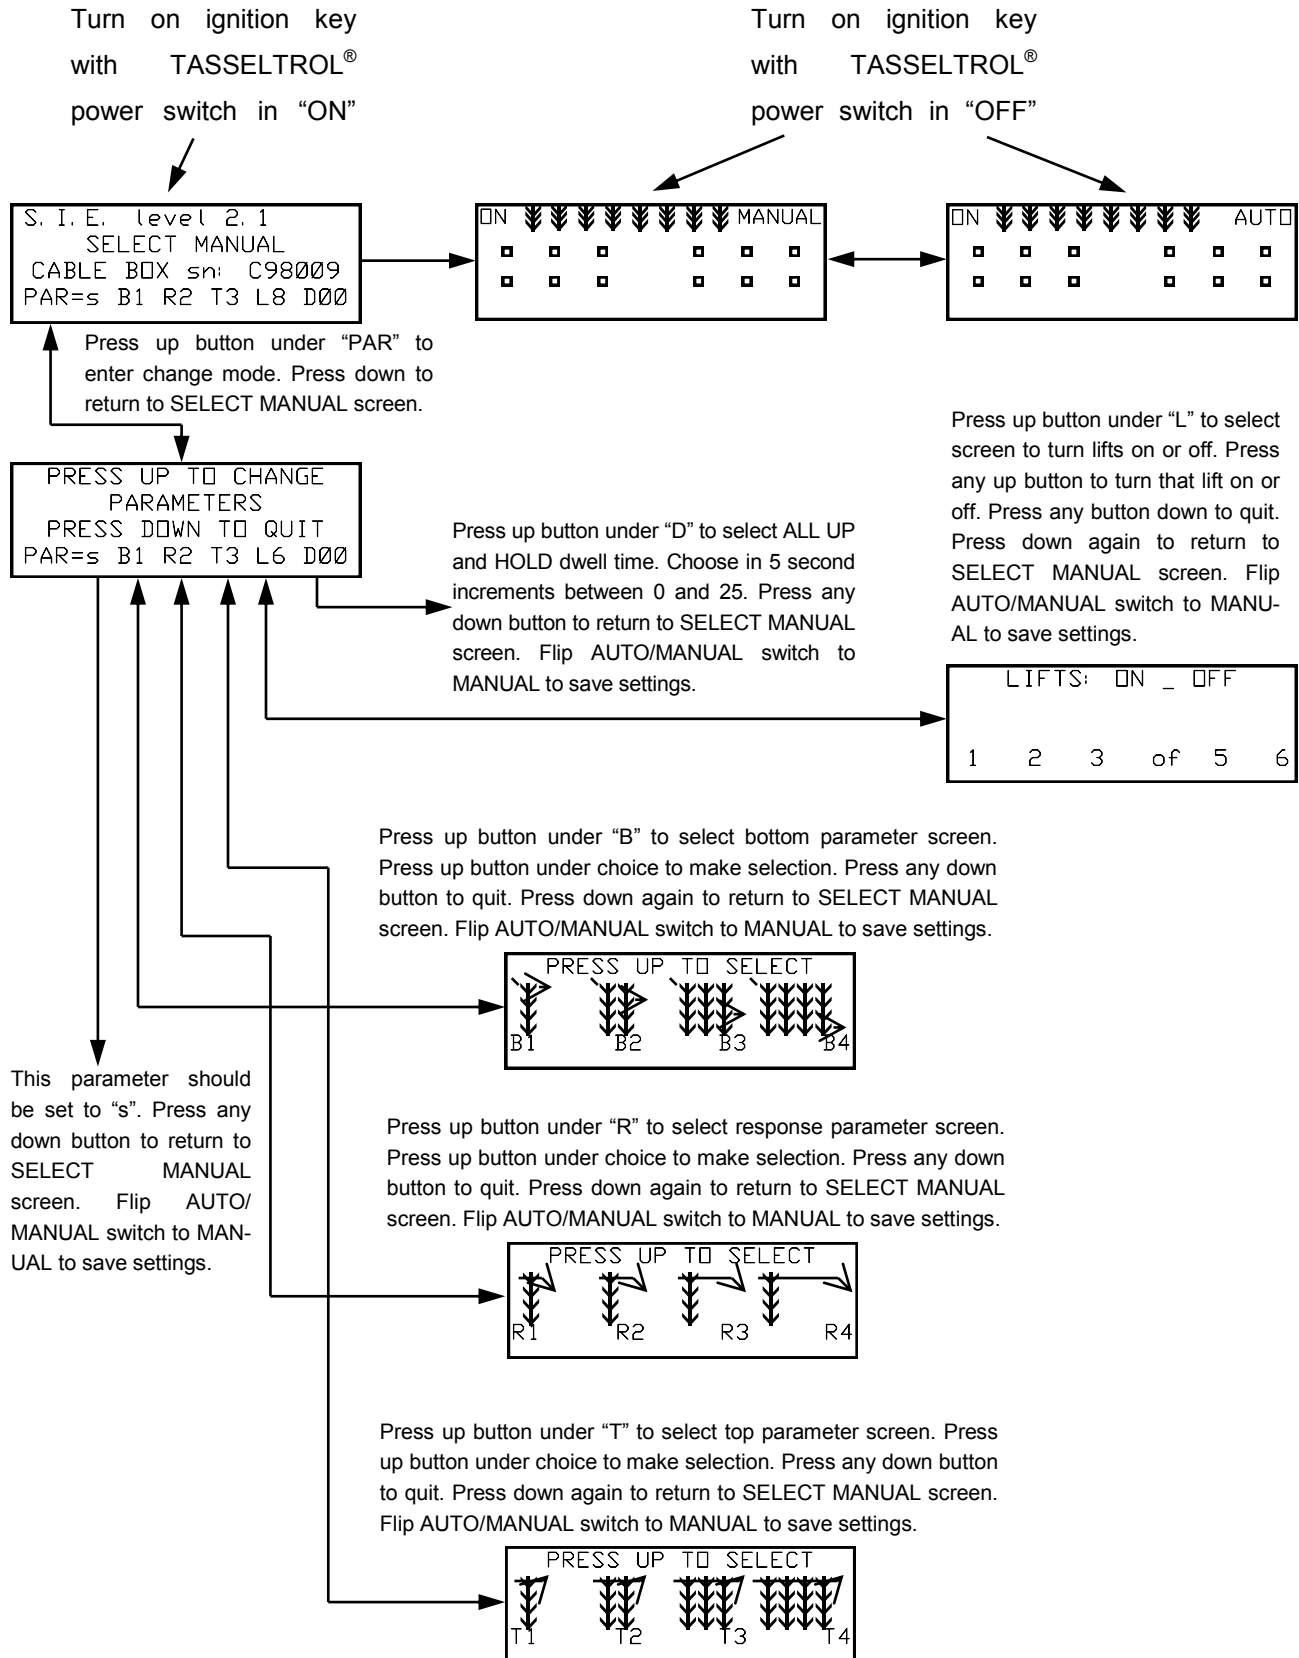 Turn on ignition key
with TASSELTROL®
power switch in “ON”
Turn on ignition key
with TASSELTROL®
power switch in “OFF”
S.I.E. level 2.1
SELECT MANUAL
CABLE BOX sn: C98009
PAR=s B1 R2 T3 L8 D00
ON MANUAL
ON AUTO
Press up button under “PAR” to
enter change mode. Press down to
return to SELECT MANUAL screen.
PRESS UP TO CHANGE
PARAMETERS
PRESS DOWN TO QUIT
PAR=s B1 R2 T3 L6 D00
Press up button under “D” to select ALL UP
and HOLD dwell time. Choose in 5 second
increments between 0 and 25. Press any
down button to return to SELECT MANUAL
screen. Flip AUTO/MANUAL switch to
MANUAL to save settings.
Press up button under “L” to select
screen to turn lifts on or off. Press
any up button to turn that lift on or
off. Press any button down to quit.
Press down again to return to
SELECT MANUAL screen. Flip
AUTO/MANUAL switch to MANU-
AL to save settings.
LIFTS: ON _ OFF
1 2 3 of 5 6
Press up button under “B” to select bottom parameter screen.
Press up button under choice to make selection. Press any down
button to quit. Press down again to return to SELECT MANUAL
screen. Flip AUTO/MANUAL switch to MANUAL to save settings.
PRESS UP TO SELECT
B1 B2 B3 B4
This parameter should
be set to “s”. Press any
down button to return to
SELECT MANUAL
screen. Flip AUTO/
MANUAL switch to MAN-
UAL to save settings.
Press up button under “R” to select response parameter screen.
Press up button under choice to make selection. Press any down
button to quit. Press down again to return to SELECT MANUAL
screen. Flip AUTO/MANUAL switch to MANUAL to save settings.
PRESS UP TO SELECT
R1 R2 R3 R4
Press up button under “T” to select top parameter screen. Press
up button under choice to make selection. Press any down button
to quit. Press down again to return to SELECT MANUAL screen.
Flip AUTO/MANUAL switch to MANUAL to save settings.
PRESS UP TO SELECT
T1 T2 T3 T4